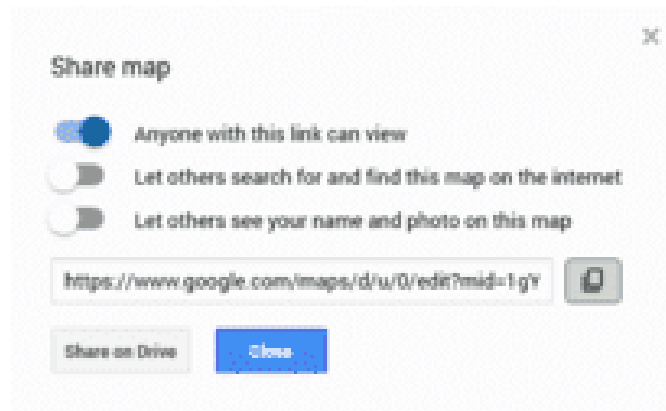 Share map
Anyone with this link can view
Let others search for and find this map on the internet
Let others see your name and photo on this map
https://www.google.com/maps/d/u/0/edit?mid=1gY
Share on Drive
Close